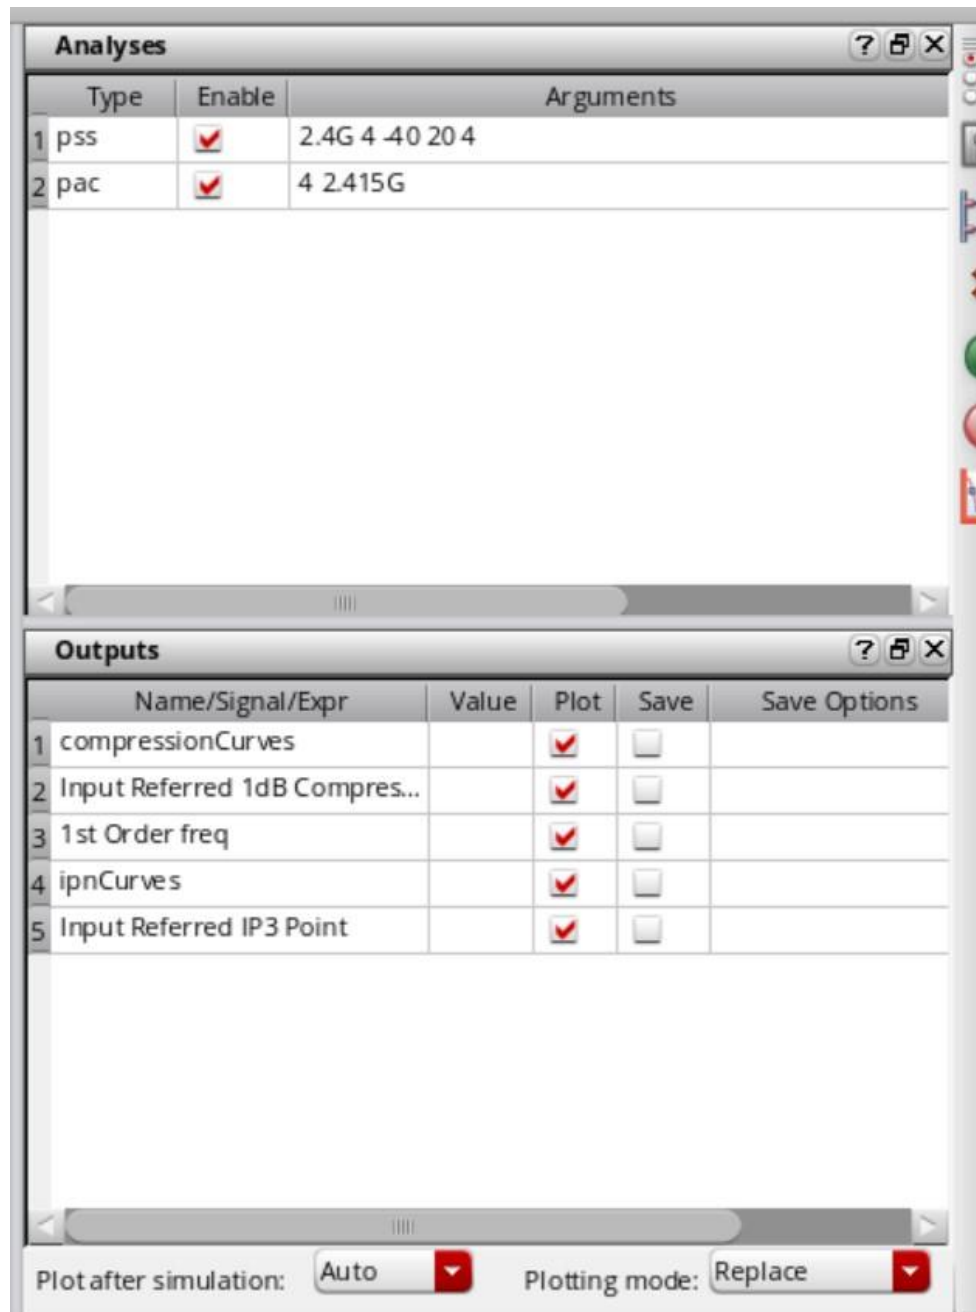 Analyses
Type Enable Arguments
1 pss 2.4G 4 -40 20 4
2 pac 4 2.415G
Outputs
Name/Signal/Expr Value Plot Save Save Options
1 compressionCurves
2 Input Referred 1dB Compres...
3 1st Order freq
4 ipnCurves
5 Input Referred IP3 Point
Plot after simulation: Auto Plotting mode: Replace